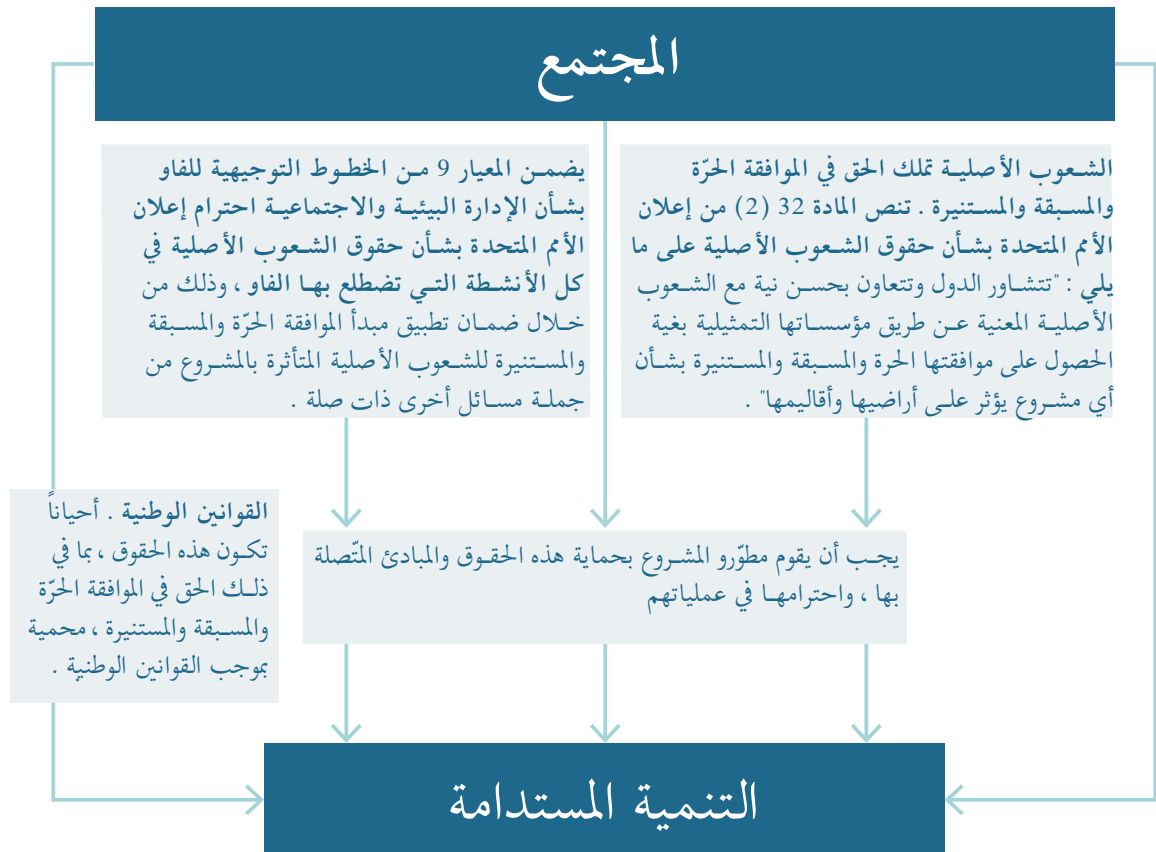 المجتمع
الشعوب الأصلية تملك الحق في الموافقة الحرّة
والمسبقة والمستنيرة. تنص المادة 32 (2) من إعلان
الأمم المتحدة بشأن حقوق الشعوب الأصلية على ما
يلي: "تتشاور الدول وتتعاون بحسن نية مع الشعوب
الأصلية المعنية عن طريق مؤسساتها التمثيلية بغية
الحصول على موافقتها الحرة والمسبقة والمستنيرة بشأن
أي مشروع يؤثر على أراضيها وأقاليمها".
يضمن المعيار 9 من الخطوط التوجيهية للفاو
بشأن الإدارة البيئية والاجتماعية احترام إعلان
الأمم المتحدة بشأن حقوق الشعوب الأصلية في
كل الأنشطة التي تضطلع بها الفاو، وذلك من
خلال ضمان تطبيق مبدأ الموافقة الحرّة والمسبقة
والمستنيرة للشعوب الأصلية المتأثرة بالمشروع من
جملة مسائل أخرى ذات صلة.
القوانين الوطنية. أحياناً
تكون هذه الحقوق، بما في
ذلك الحق في الموافقة الحرّة
والمسبقة والمستنيرة، محمية
بموجب القوانين الوطنية.
يجب أن يقوم مطوّرو المشروع بحماية هذه الحقوق والمبادئ المتّصلة
بها، واحترامها في عملياتهم
التنمية المستدامة